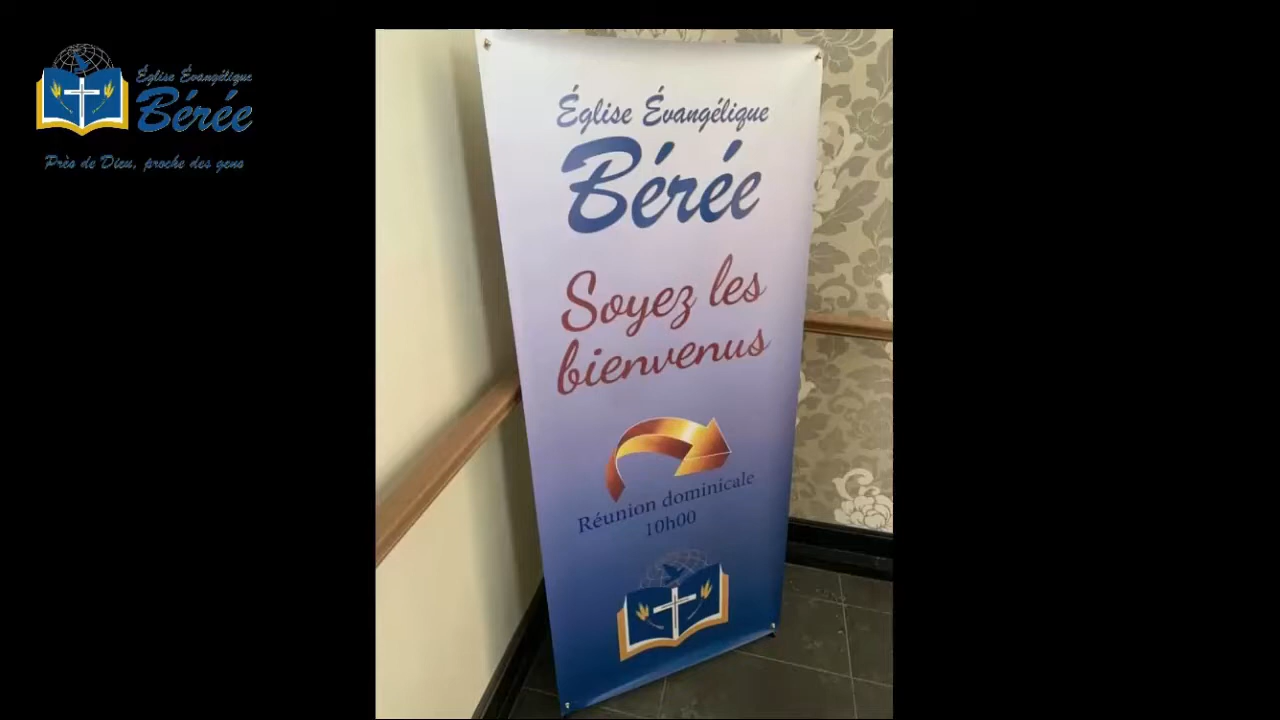 Église Évangélique
Bérée
Près de Dieu, proche des gens
Église Évangélique
Bérée
Soyez les
bienvenus
Réunion dominicale
10h00